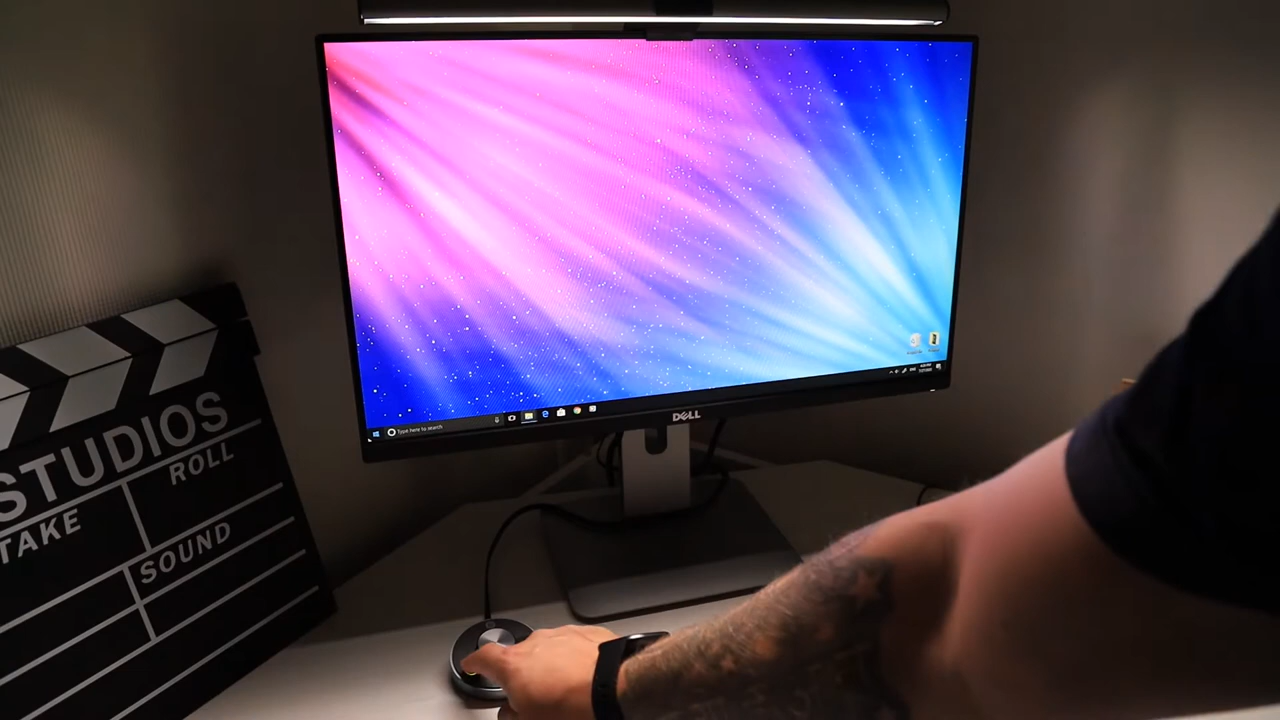 Type here to search
DELL
STUDIOS
ROLL
TAKE
SOUND